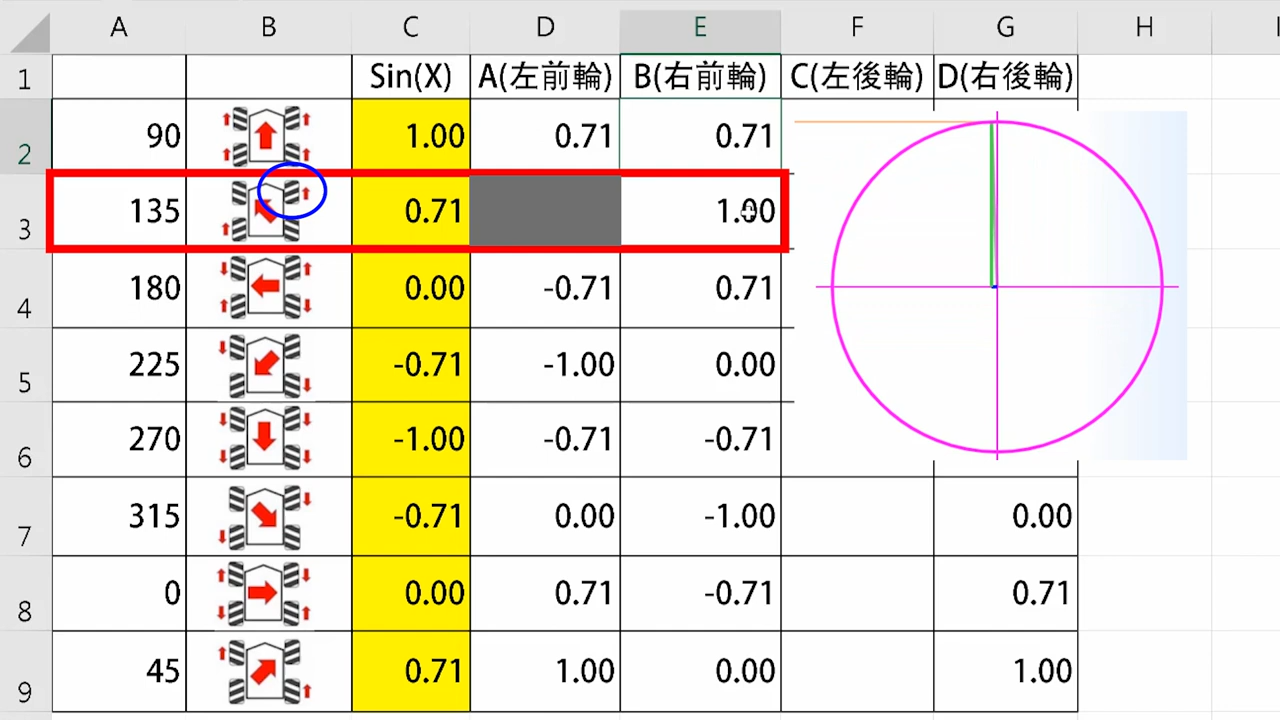 A B C D E F G H I
1 Sin(X) A(左前輪) B(右前輪) C(左後輪) D(右後輪)
2 90 1.00 0.71 0.71
3 135 0.71 1.00
4 180 0.00 -0.71 0.71
5 225 -0.71 -1.00 0.00
6 270 -1.00 -0.71 -0.71
7 315 -0.71 0.00 -1.00 0.00
8 0 0.00 0.71 -0.71 0.71
9 45 0.71 1.00 0.00 1.00